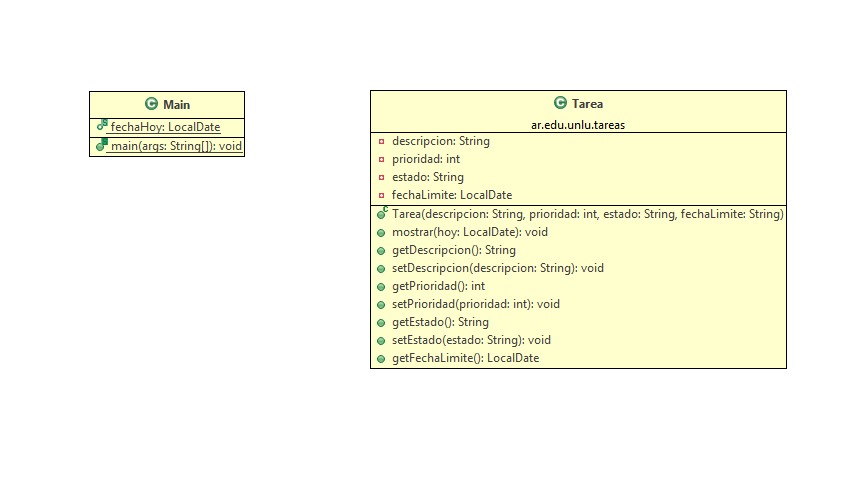 Main
fechaHoy: LocalDate
main(args: String[]): void
Tarea
ar.edu.unlu.tareas
descripcion: String
prioridad: int
estado: String
fechaLimite: LocalDate
Tarea(descripcion: String, prioridad: int, estado: String, fechaLimite: String)
mostrar(hoy: LocalDate): void
getDescripcion(): String
setDescripcion(descripcion: String): void
getPrioridad(): int
setPrioridad(prioridad: int): void
getEstado(): String
setEstado(estado: String): void
getFechaLimite(): LocalDate